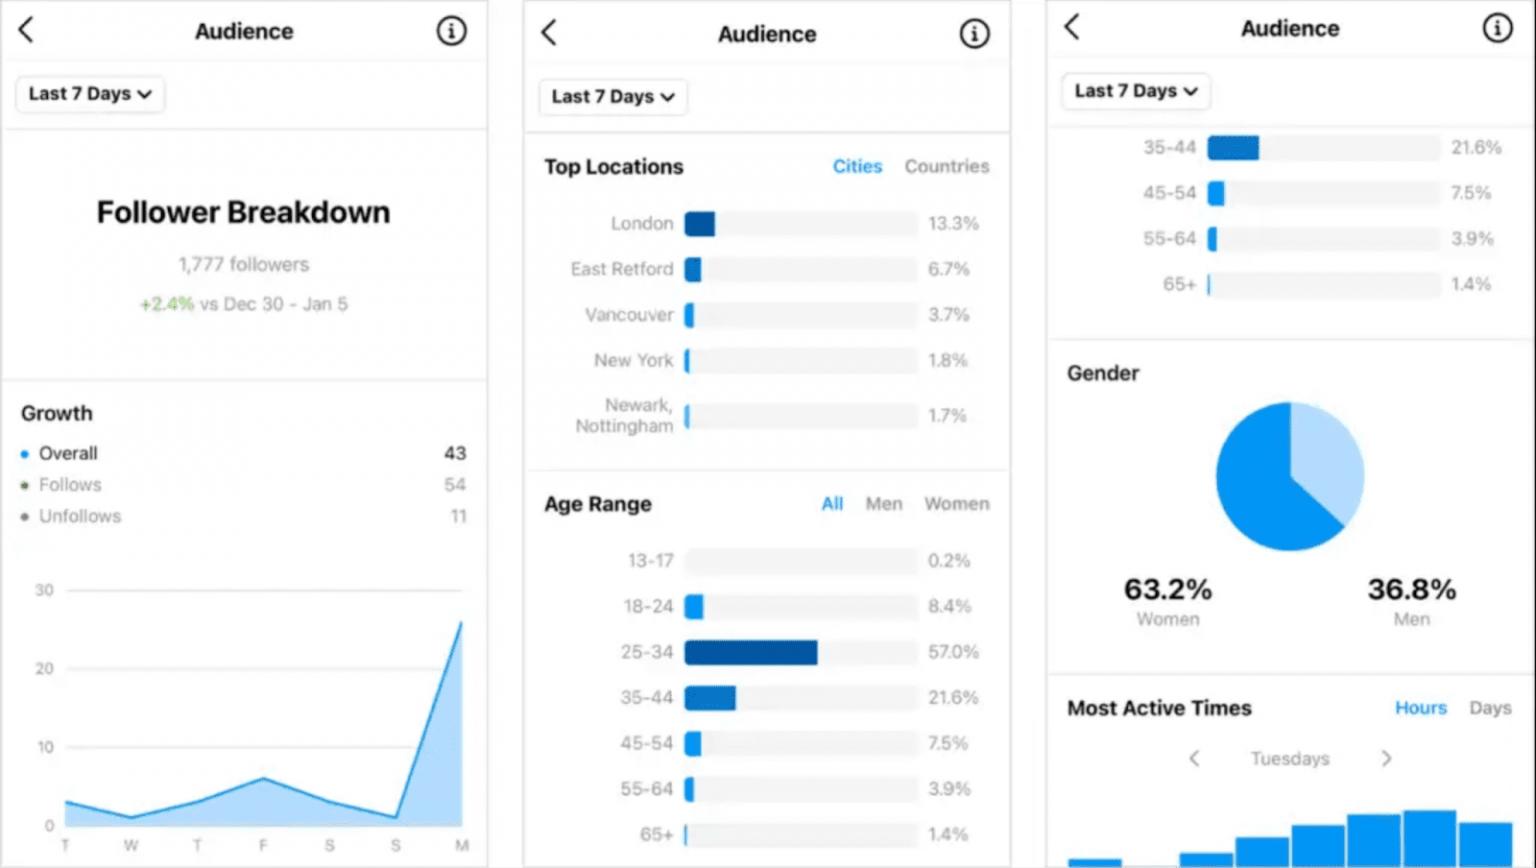 Audience
Last 7 Days
Follower Breakdown
1,777 followers
+2.4% vs Dec 30 - Jan 5
Growth
Overall 43
Follows 54
Unfollows 11
30
20
10
0
T W T F S S M
Audience
Last 7 Days
Top Locations Cities Countries
London 13.3%
East Retford 6.7%
Vancouver 3.7%
New York 1.8%
Newark,
Nottingham 1.7%
Age Range All Men Women
13-17 0.2%
18-24 8.4%
25-34 57.0%
35-44 21.6%
45-54 7.5%
55-64 3.9%
65+ 1.4%
Audience
Last 7 Days
35-44 21.6%
45-54 7.5%
55-64 3.9%
65+ 1.4%
Gender
63.2% 36.8%
Women Men
Most Active Times Hours Days
Tuesdays